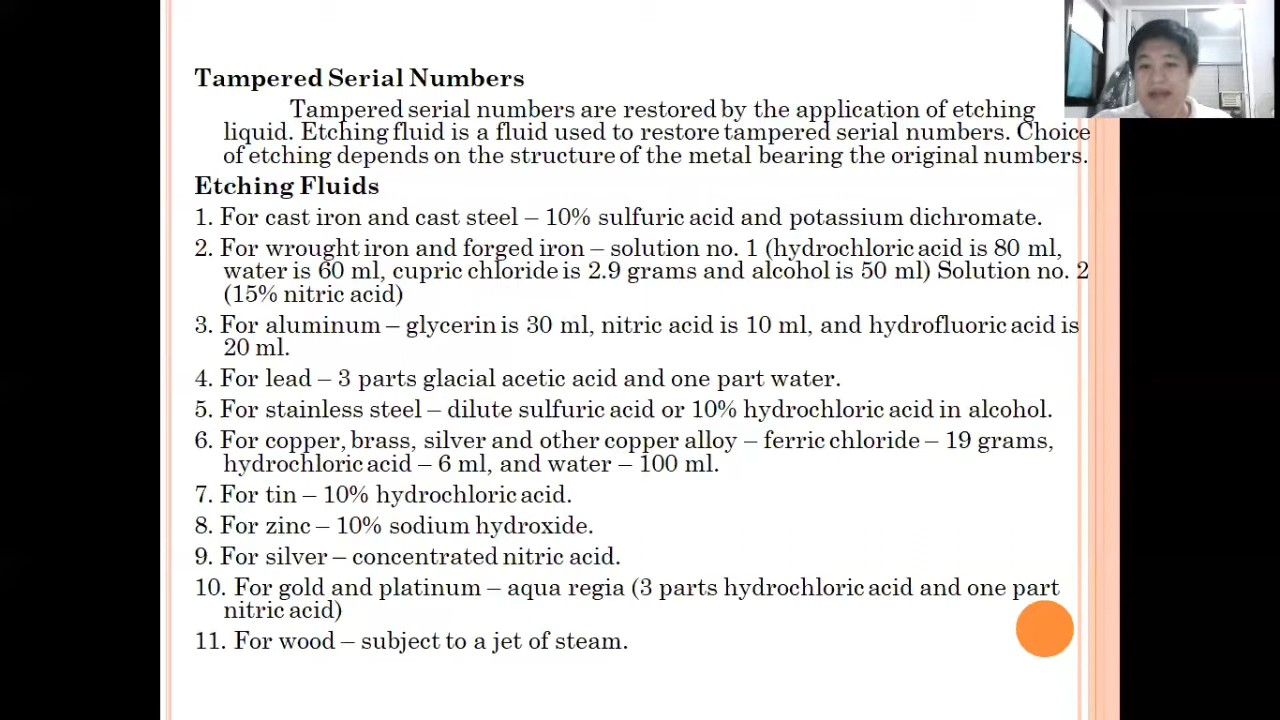 Tampered Serial Numbers
Tampered serial numbers are restored by the application of etching
liquid. Etching fluid is a fluid used to restore tampered serial numbers. Choice
of etching depends on the structure of the metal bearing the original numbers.
Etching Fluids
1. For cast iron and cast steel – 10% sulfuric acid and potassium dichromate.
2. For wrought iron and forged iron – solution no. 1 (hydrochloric acid is 80 ml,
water is 60 ml, cupric chloride is 2.9 grams and alcohol is 50 ml) Solution no. 2
(15% nitric acid)
3. For aluminum – glycerin is 30 ml, nitric acid is 10 ml, and hydrofluoric acid is
20 ml.
4. For lead – 3 parts glacial acetic acid and one part water.
5. For stainless steel – dilute sulfuric acid or 10% hydrochloric acid in alcohol.
6. For copper, brass, silver and other copper alloy – ferric chloride – 19 grams,
hydrochloric acid – 6 ml, and water – 100 ml.
7. For tin – 10% hydrochloric acid.
8. For zinc – 10% sodium hydroxide.
9. For silver – concentrated nitric acid.
10. For gold and platinum – aqua regia (3 parts hydrochloric acid and one part
nitric acid)
11. For wood – subject to a jet of steam.